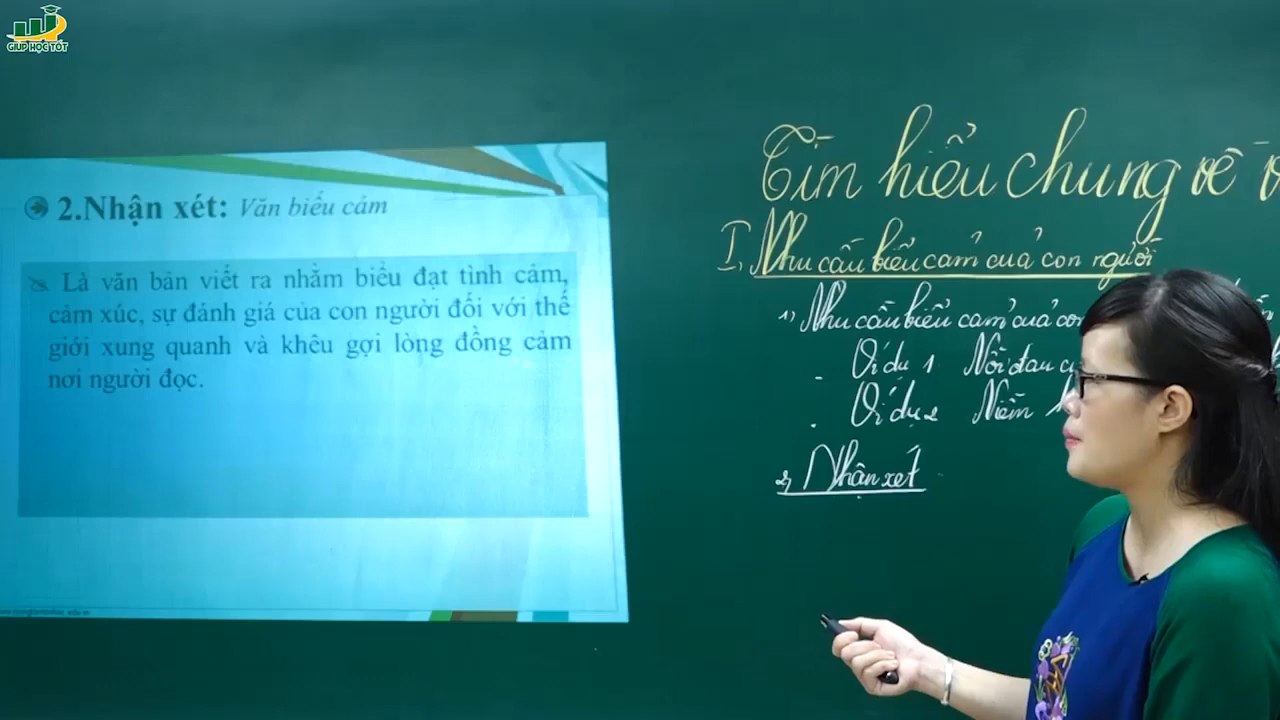 GIÚP HỌC TỐT
2.Nhận xét: Văn biểu cảm
Là văn bản viết ra nhằm biểu đạt tình cảm,
cảm xúc, sự đánh giá của con người đối với thế
giới xung quanh và khêu gợi lòng đồng cảm
nơi người đọc.
Tìm hiểu chung về
I, Nhu cầu biểu cảm của con người
1) Nhu cầu biểu cảm của
Ví dụ 1 Nỗi đau
Ví dụ 2 Niềm
2, Nhận xét